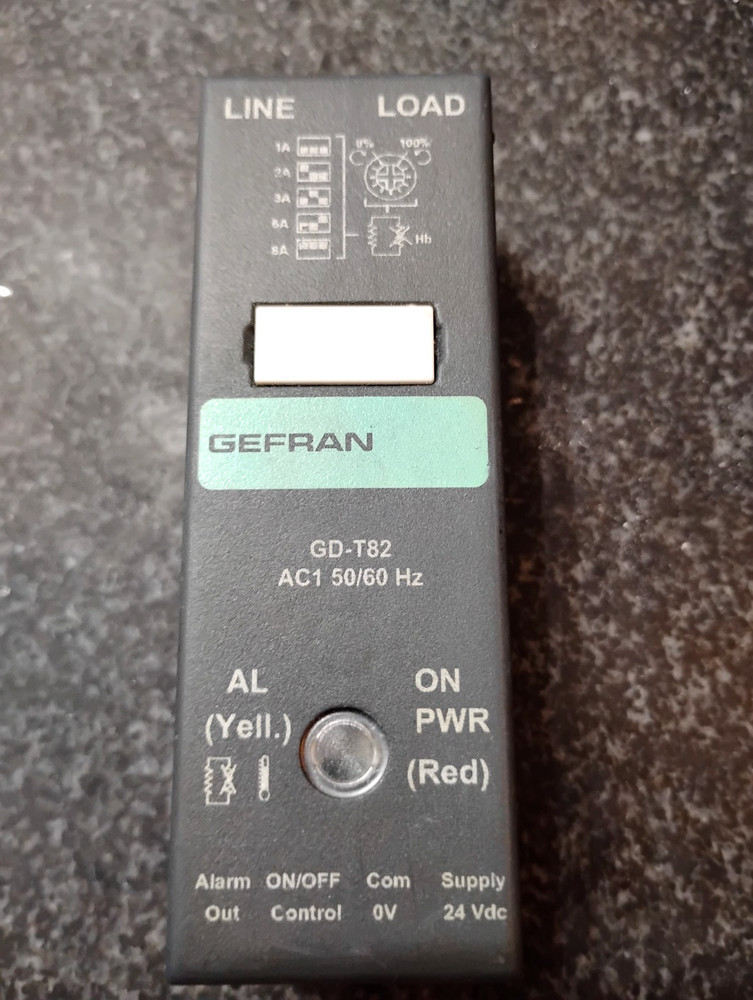 LINE LOAD
0% 100%
1A
2A
3A
5A
8A
Hb
GEFRAN
GD-T82
AC1 50/60 Hz
AL ON
(Yell.) PWR
(Red)
Alarm ON/OFF Com Supply
Out Control 0V 24 Vdc